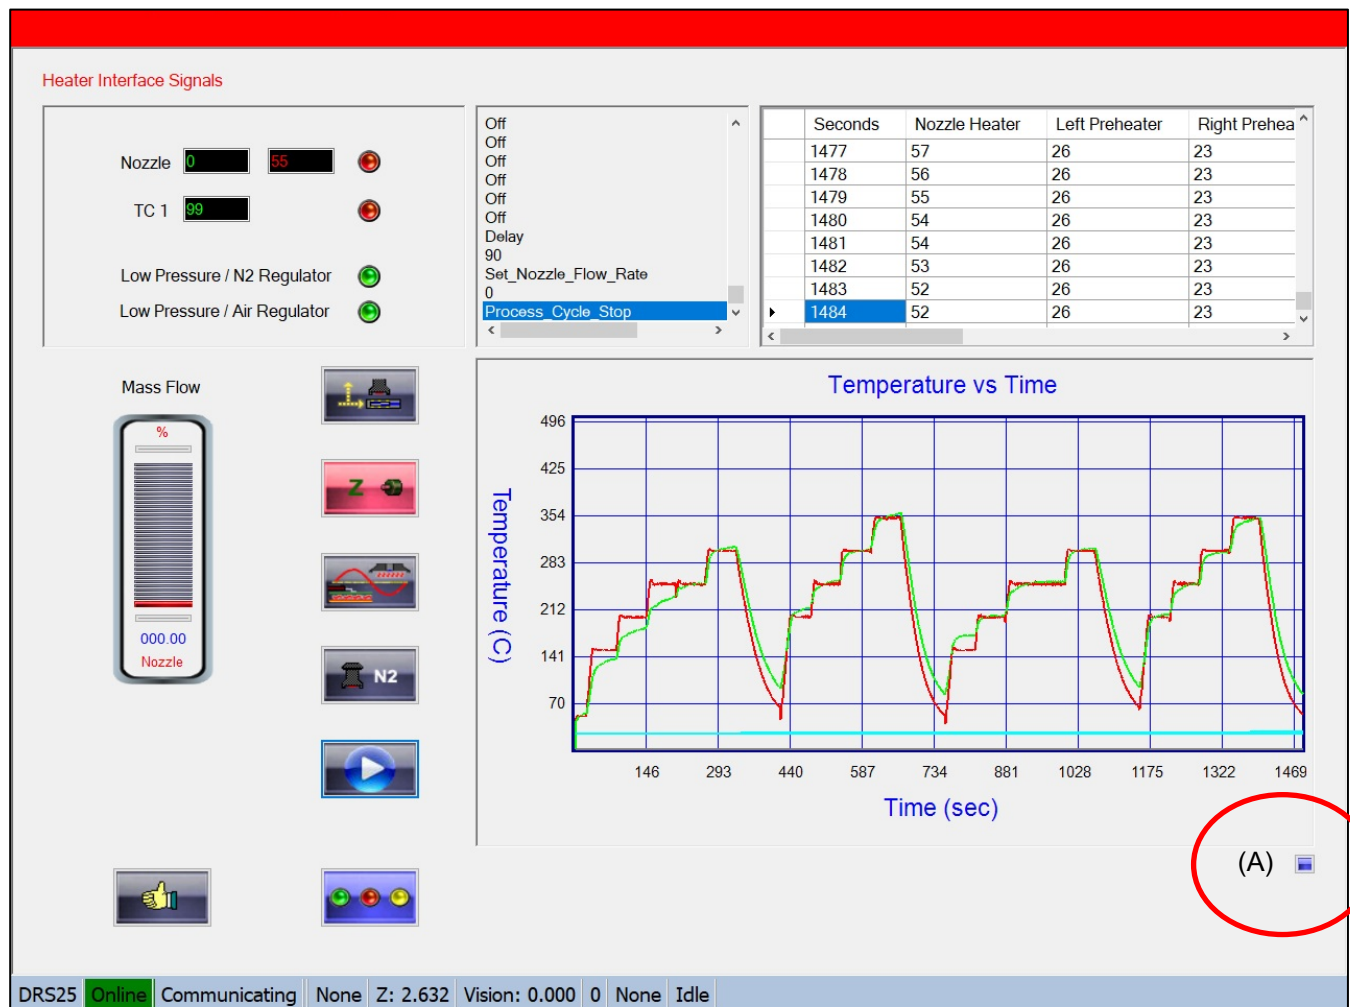 Heater Interface Signals
Nozzle 0 55
TC 1 99
Low Pressure / N2 Regulator
Low Pressure / Air Regulator
Off
Off
Off
Off
Off
Off
Delay
90
Set_Nozzle_Flow_Rate
0
Process_Cycle_Stop
Seconds Nozzle Heater Left Preheater Right Prehea
1477 57 26 23
1478 56 26 23
1479 55 26 23
1480 54 26 23
1481 54 26 23
1482 53 26 23
1483 52 26 23
1484 52 26 23
Mass Flow
%
000.00
Nozzle
Z
N2
Temperature vs Time
Temperature (C)
496
425
354
283
212
141
70
146 293 440 587 734 881 1028 1175 1322 1469
Time (sec)
(A)
DRS25 Online Communicating None Z: 2.632 Vision: 0.000 0 None Idle